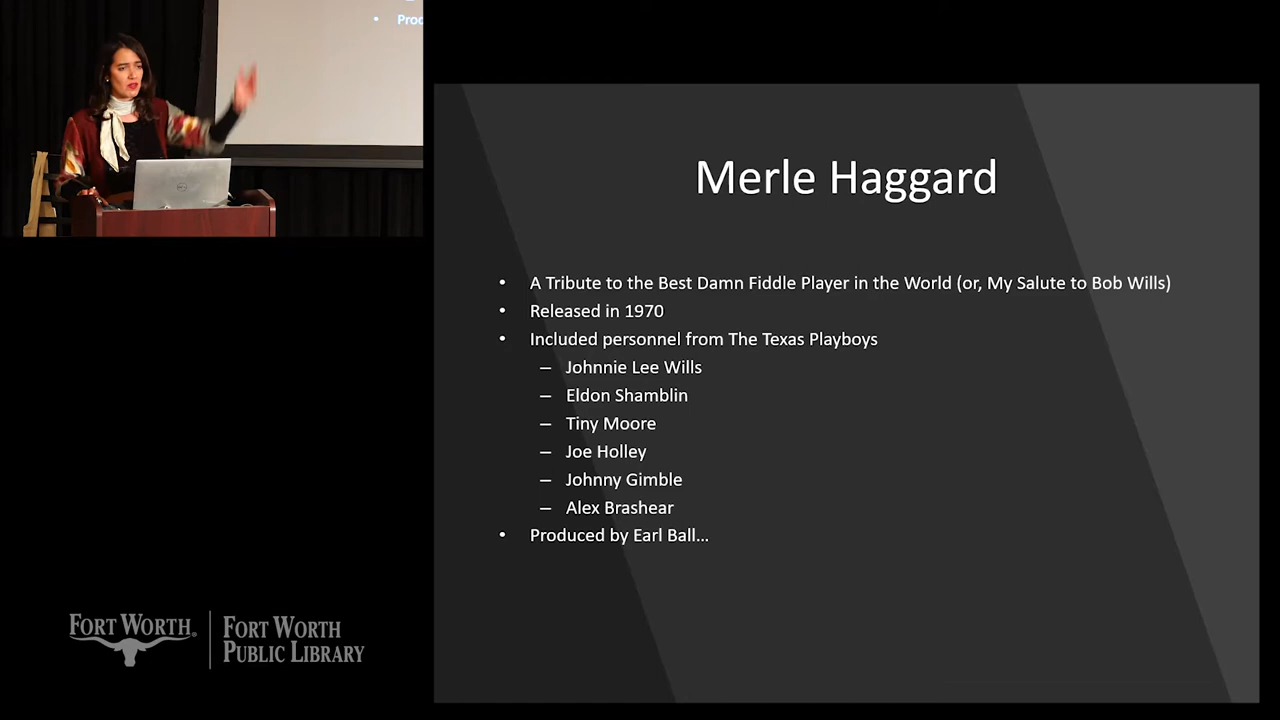 • Proc
Merle Haggard
• A Tribute to the Best Damn Fiddle Player in the World (or, My Salute to Bob Wills)
• Released in 1970
• Included personnel from The Texas Playboys
– Johnnie Lee Wills
– Eldon Shamblin
– Tiny Moore
– Joe Holley
– Johnny Gimble
– Alex Brashear
• Produced by Earl Ball...
FORT WORTH®
FORT WORTH
PUBLIC LIBRARY